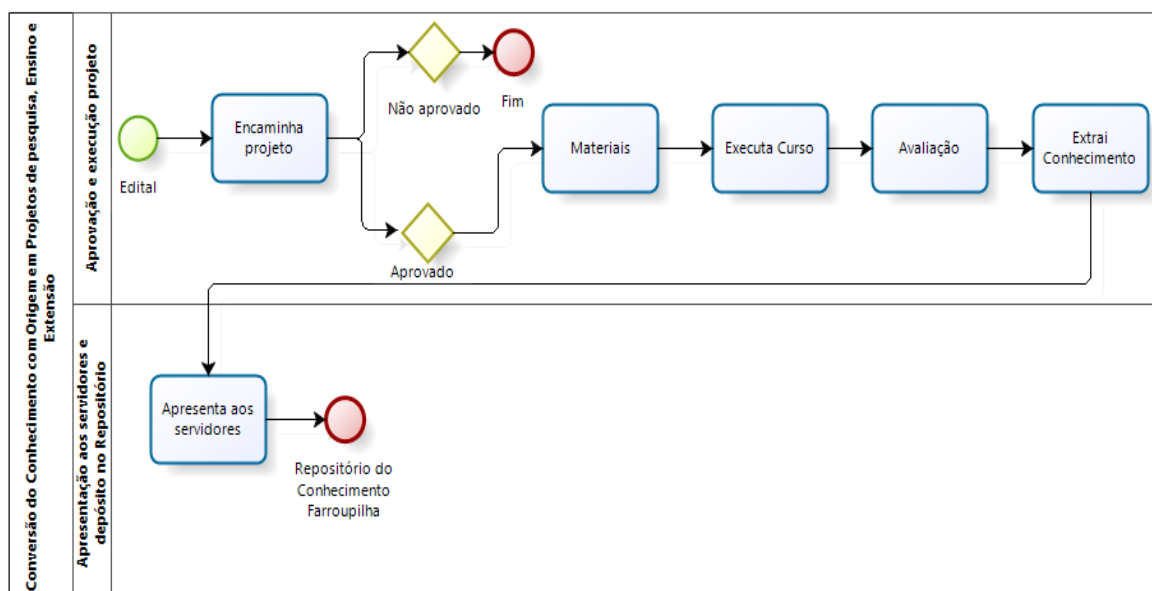 Conversão do Conhecimento com Origem em Projetos de pesquisa, Ensino e
Extensão
Aprovação e execução projeto
Edital
Encaminha
projeto
Não aprovado
Fim
Aprovado
Materiais
Executa Curso
Avaliação
Extrai
Conhecimento
Apresentação aos servidores e
depósito no Repositório
Apresenta aos
servidores
Repositório do
Conhecimento
Farroupilha